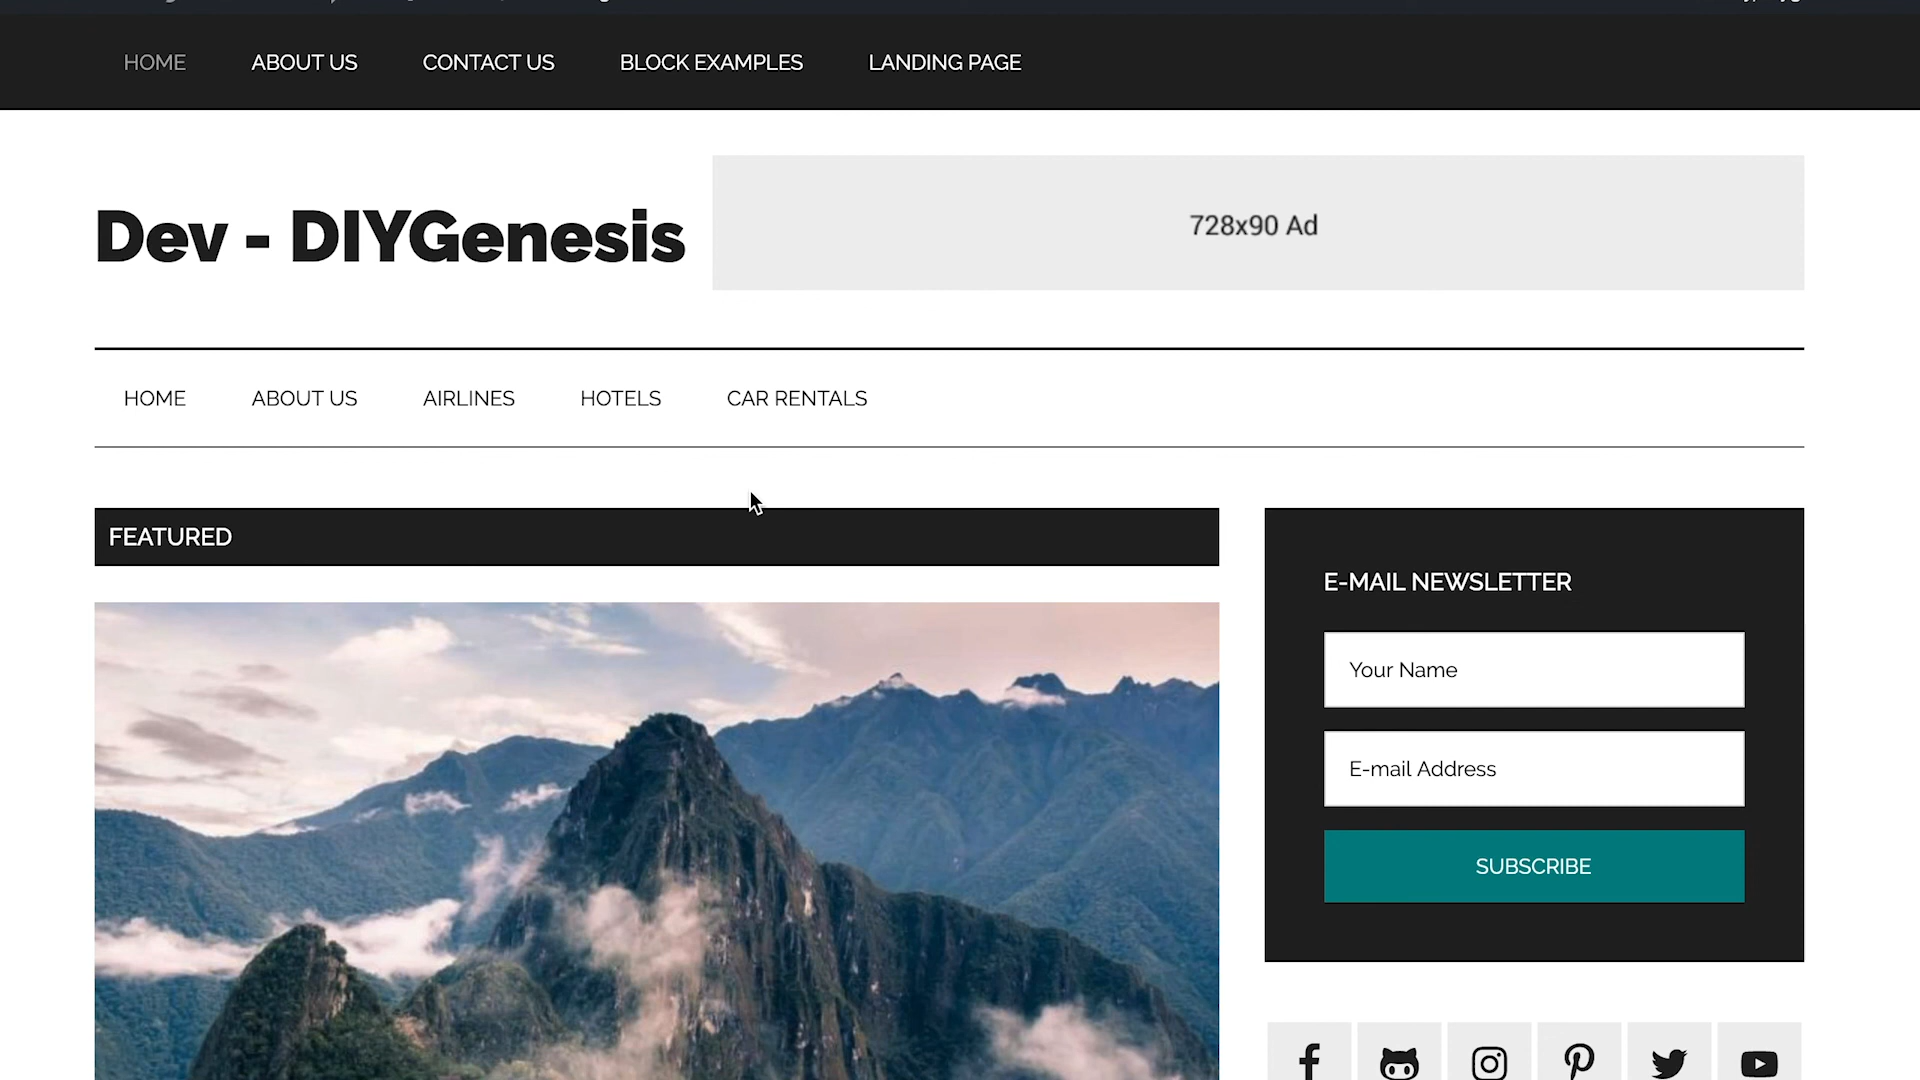 HOME ABOUT US CONTACT US BLOCK EXAMPLES LANDING PAGE
Dev - DIYGenesis
728x90 Ad
HOME ABOUT US AIRLINES HOTELS CAR RENTALS
FEATURED
E-MAIL NEWSLETTER
Your Name
E-mail Address
SUBSCRIBE